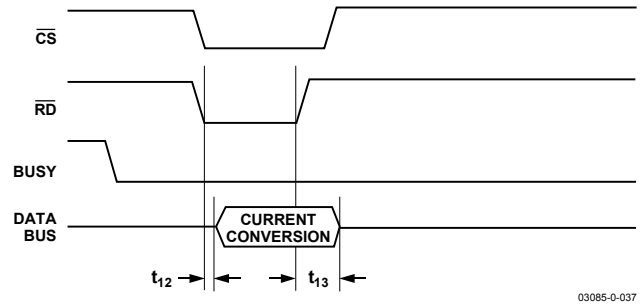 CS
RD
BUSY
DATA
BUS
CURRENT
CONVERSION
t12
t13
03085-0-037